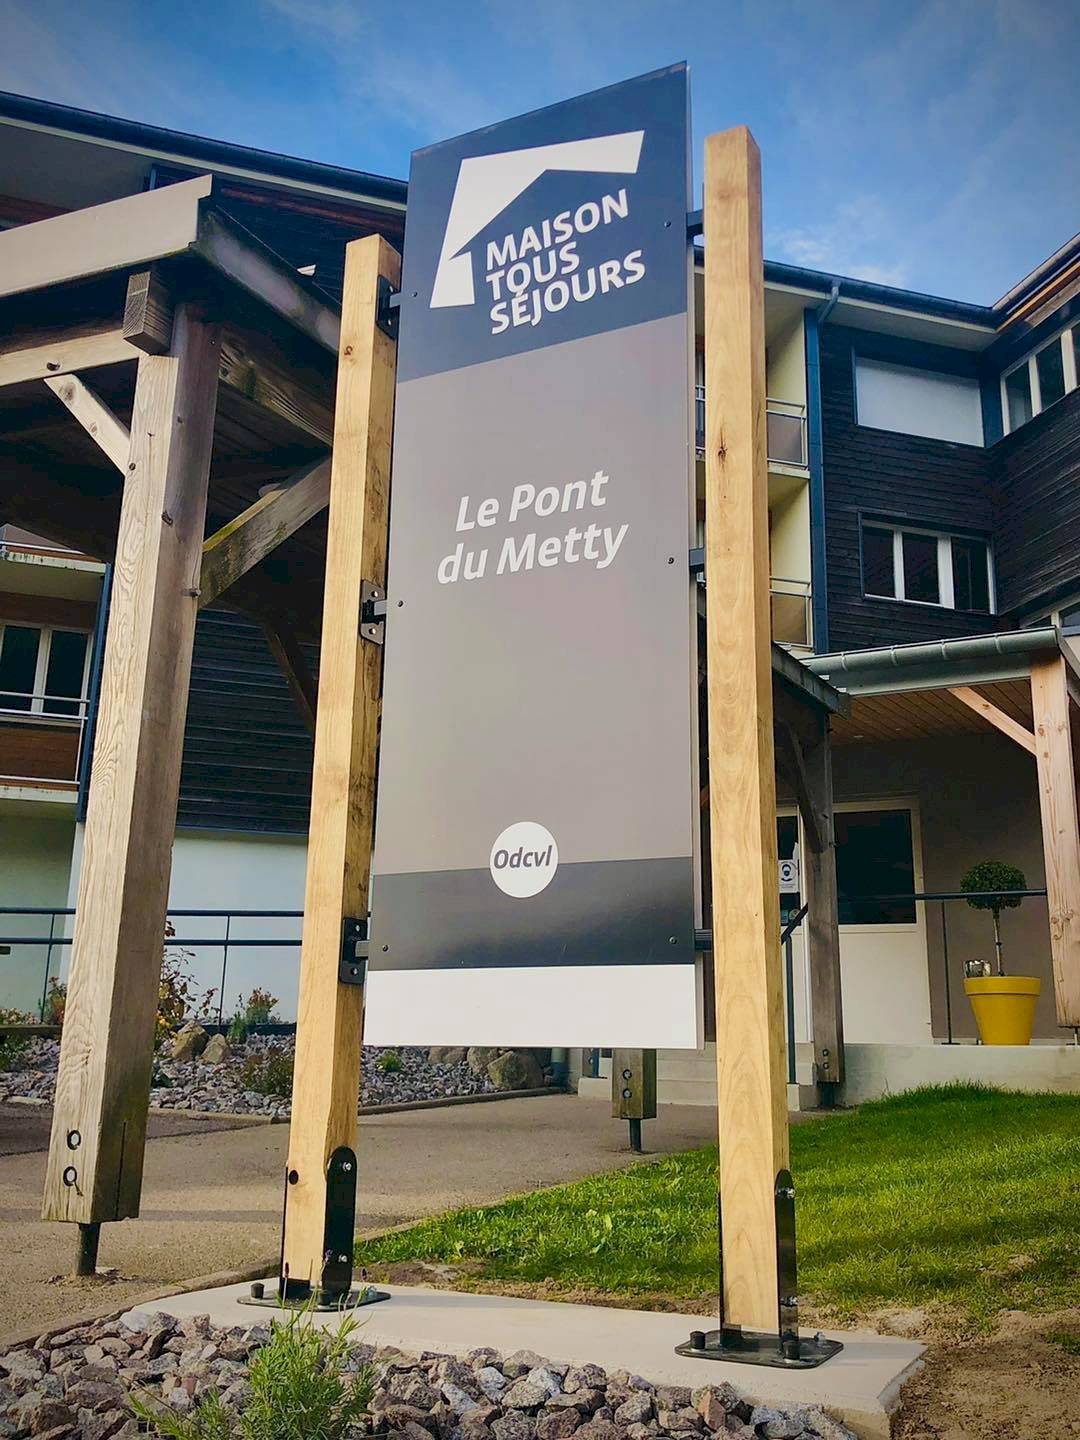 MAISON
TOUS
SÉJOURS
Le Pont
du Metty
Odcvl